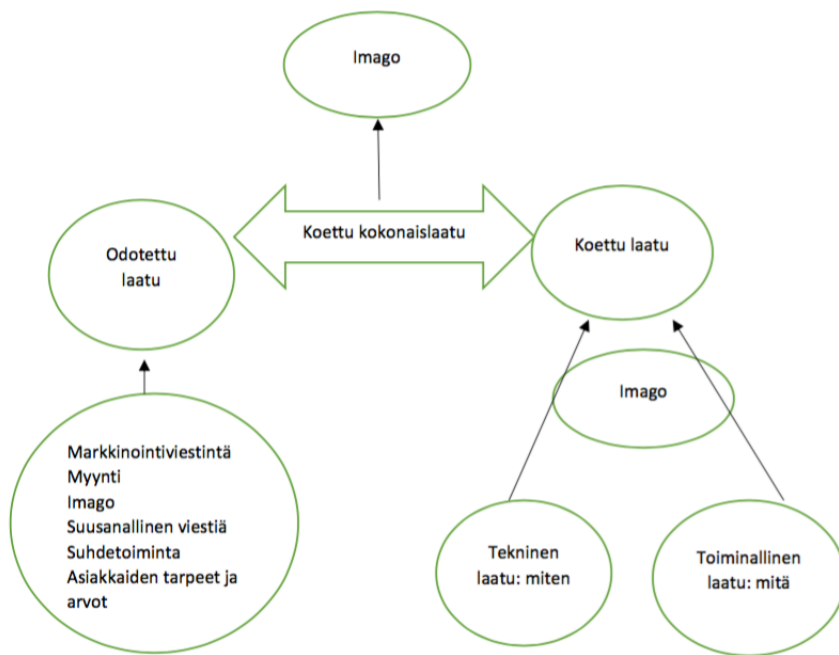 Imago
Koettu kokonaislaatu
Odotettu
laatu
Koettu laatu
Imago
Markkinointiviestintä
Myynti
Imago
Suusanallinen viestiä
Suhdetoiminta
Asiakkaiden tarpeet ja
arvot
Tekninen
laatu: miten
Toiminallinen
laatu: mitä